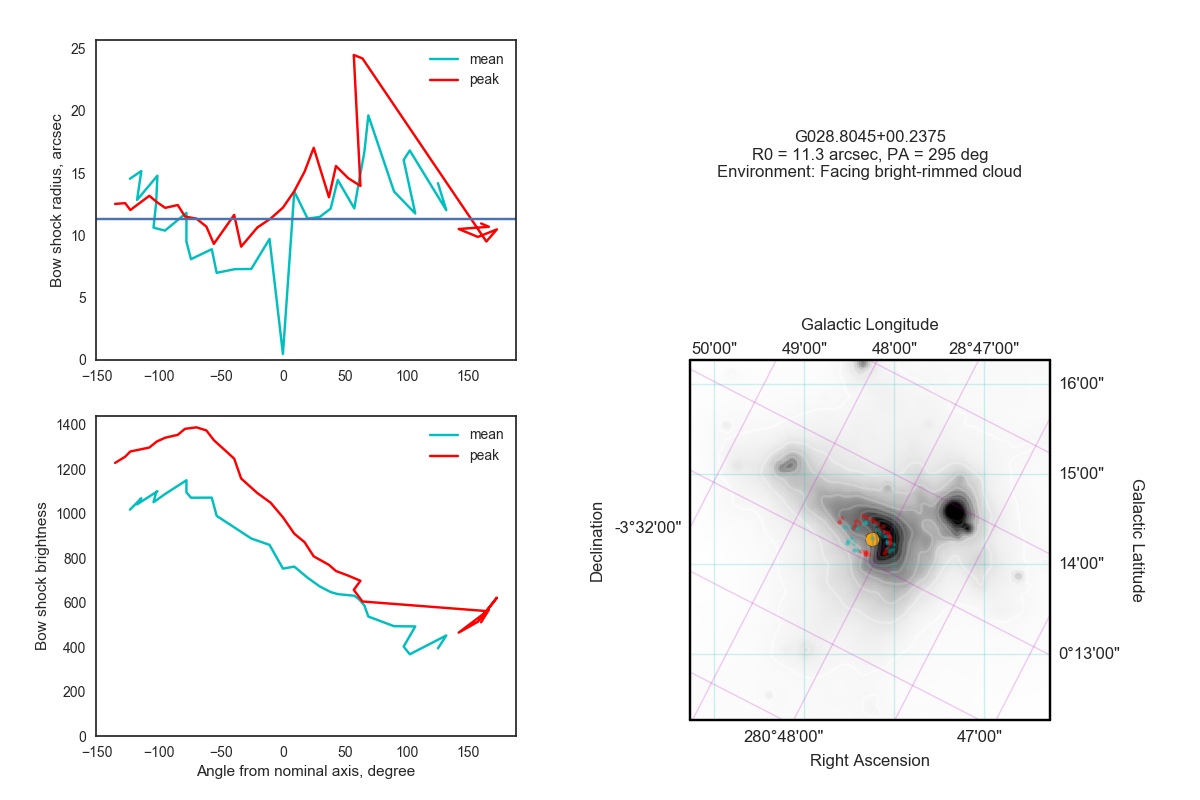 25
20
15
10
5
0
Bow shock radius, arcsec
mean
peak
−150
−100
−50
0
50
100
150
1400
1200
1000
800
600
400
200
0
Bow shock brightness
mean
peak
−150
−100
−50
0
50
100
150
Angle from nominal axis, degree
G028.8045+00.2375
R0 = 11.3 arcsec, PA = 295 deg
Environment: Facing bright-rimmed cloud
Galactic Longitude
50'00"
49'00"
48'00"
28°47'00"
16'00"
15'00"
14'00"
0°13'00"
Galactic Latitude
-3°32'00"
Declination
280°48'00"
47'00"
Right Ascension